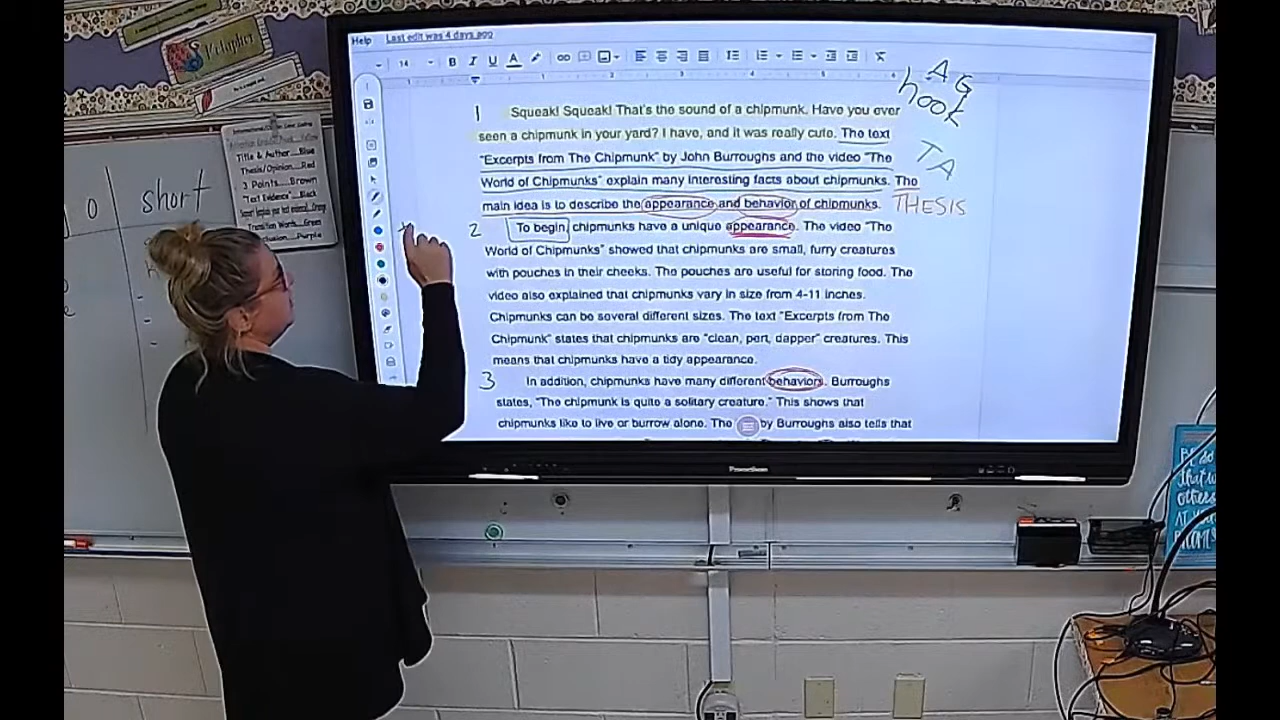 Metapher
Help Last edit was 4 days ago
14 B I U A
A G
hook
1 Squeak! Squeak! That's the sound of a chipmunk. Have you ever
seen a chipmunk in your yard? I have, and it was really cute. The text
"Excerpts from The Chipmunk" by John Burroughs and the video "The
TA
World of Chipmunks" explain many interesting facts about chipmunks. The
main idea is to describe the appearance and behavior of chipmunks.
THESIS
2 To begin, chipmunks have a unique appearance. The video "The
World of Chipmunks" showed that chipmunks are small, furry creatures
with pouches in their cheeks. The pouches are useful for storing food. The
video also explained that chipmunks vary in size from 4-11 inches.
Chipmunks can be several different sizes. The text "Excerpts from The
Chipmunk" states that chipmunks are "clean, pert, dapper" creatures. This
means that chipmunks have a tidy appearance.
3 In addition, chipmunks have many different behaviors. Burroughs
states, "The chipmunk is quite a solitary creature." This shows that
chipmunks like to live or burrow alone. The by Burroughs also tells that
Title & Author...Blue
Thesis/Opinion...Red
3 Points...Brown
"Text Evidence"...Black
Transition Words...Green
Purple
O short